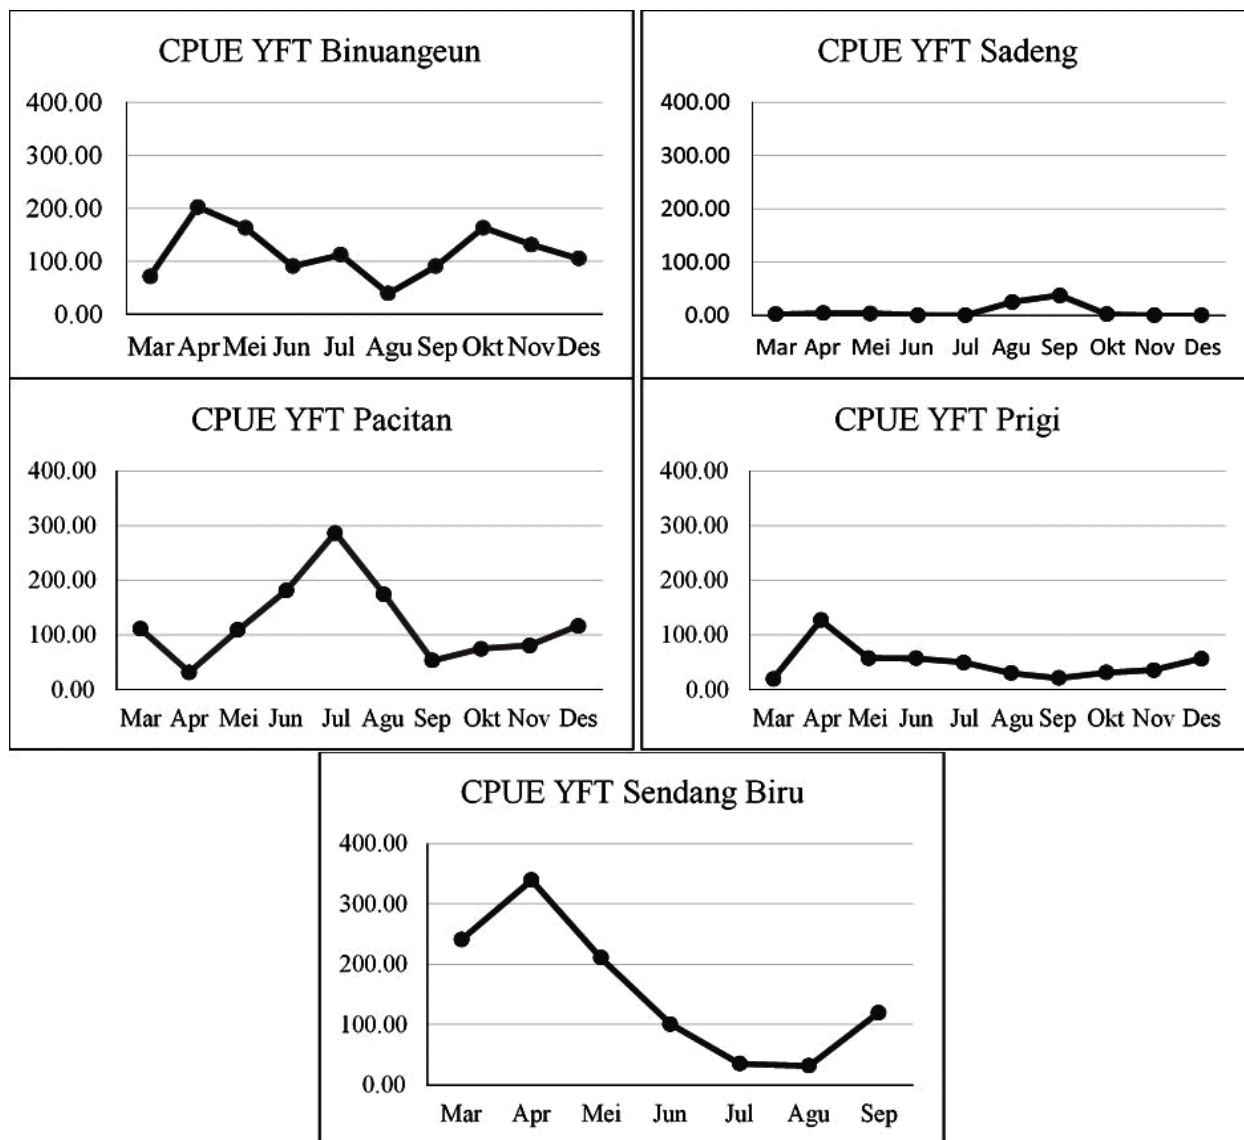 CPUE YFT Binuangeun
400.00
300.00
200.00
100.00
0.00
Mar Apr Mei Jun Jul Agu Sep Okt Nov Des
CPUE YFT Sadeng
400.00
300.00
200.00
100.00
0.00
Mar Apr Mei Jun Jul Agu Sep Okt Nov Des
CPUE YFT Pacitan
400.00
300.00
200.00
100.00
0.00
Mar Apr Mei Jun Jul Agu Sep Okt Nov Des
CPUE YFT Prigi
400.00
300.00
200.00
100.00
0.00
Mar Apr Mei Jun Jul Agu Sep Okt Nov Des
CPUE YFT Sendang Biru
400.00
300.00
200.00
100.00
0.00
Mar Apr Mei Jun Jul Agu Sep